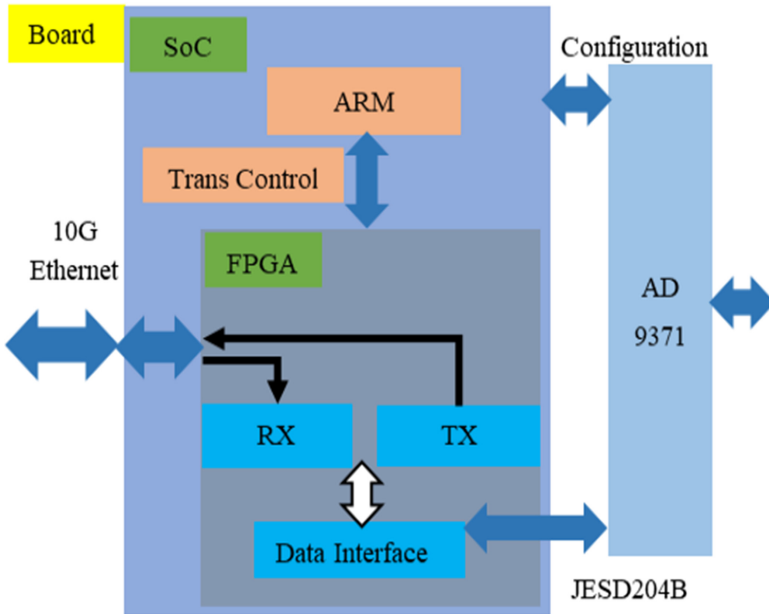 Board
SoC
Configuration
ARM
Trans Control
10G
Ethernet
FPGA
AD
9371
RX
TX
Data Interface
JESD204B